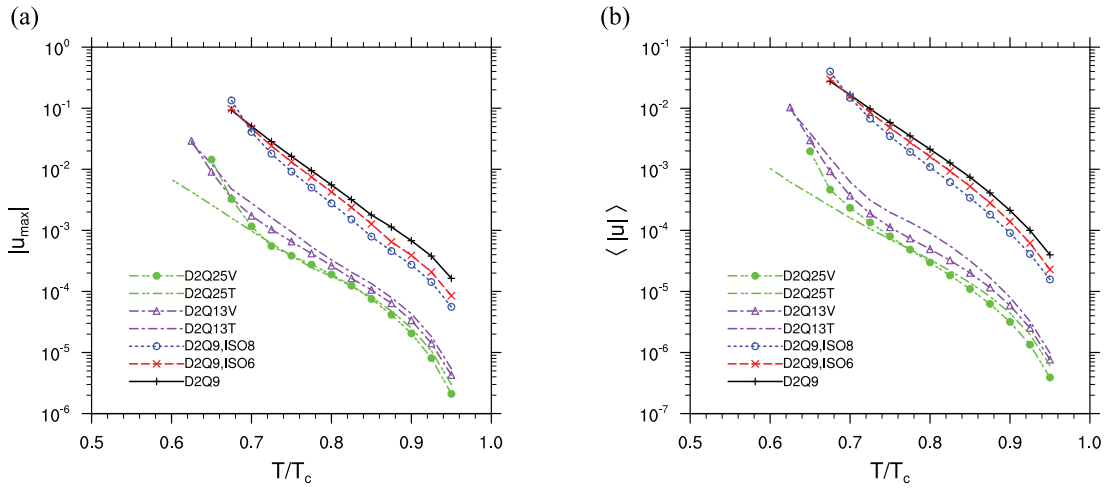 (a)
10^0
10^-1
10^-2
10^-3
10^-4
10^-5
10^-6
|u_max|
D2Q25V
D2Q25T
D2Q13V
D2Q13T
D2Q9,ISO8
D2Q9,ISO6
D2Q9
0.5 0.6 0.7 0.8 0.9 1.0
T/T_c
(b)
10^-1
10^-2
10^-3
10^-4
10^-5
10^-6
10^-7
⟨ |u| ⟩
D2Q25V
D2Q25T
D2Q13V
D2Q13T
D2Q9,ISO8
D2Q9,ISO6
D2Q9
0.5 0.6 0.7 0.8 0.9 1.0
T/T_c